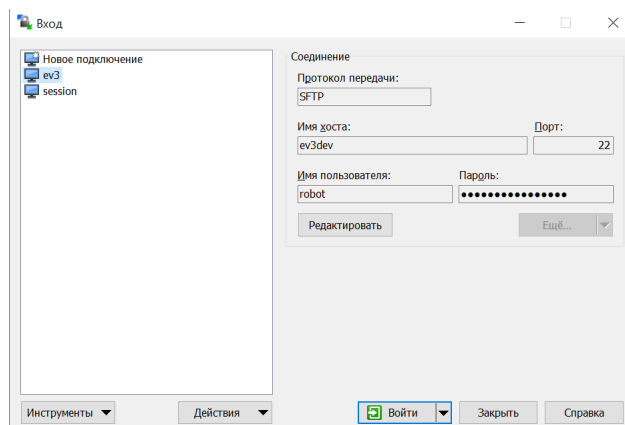 Вход
Новое подключение
ev3
session
Соединение
Протокол передачи:
SFTP
Имя хоста: Порт:
ev3dev 22
Имя пользователя: Пароль:
robot ●●●●●●●●●●●●●●●●
Редактировать Ещё...
Инструменты Действия Войти Закрыть Справка